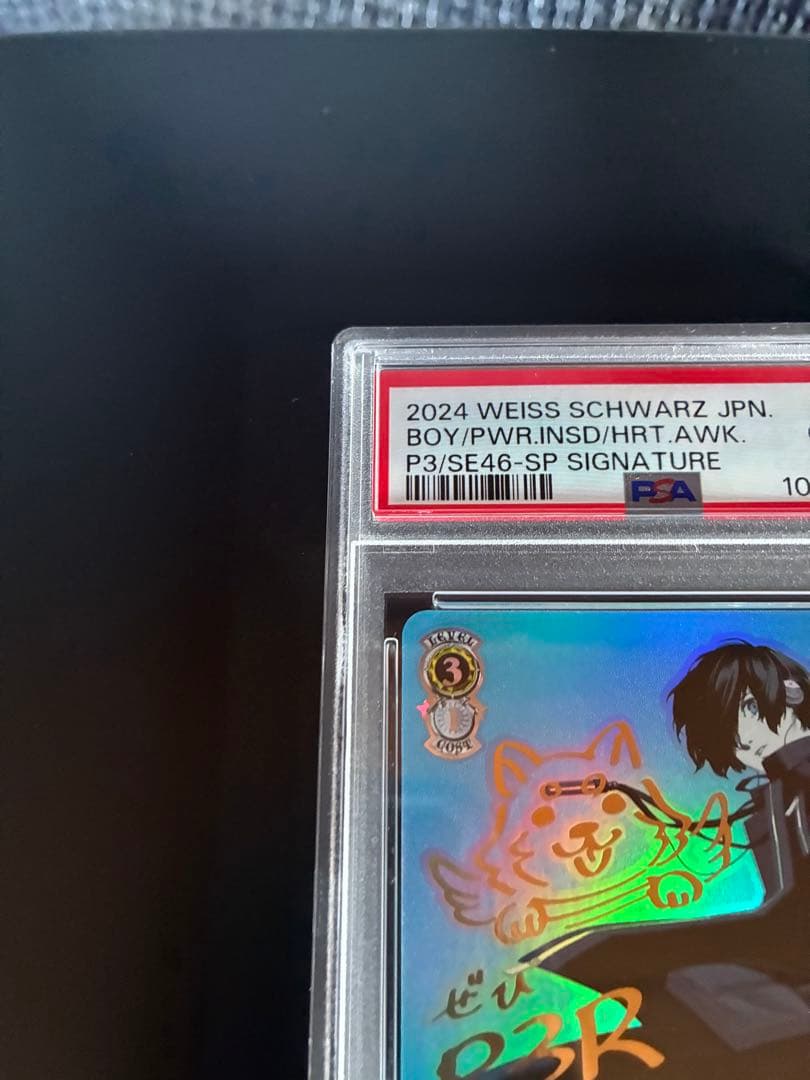 2024 WEISS SCHWARZ JPN.
BOY/PWR.INSD/HRT.AWK.
P3/SE46-SP SIGNATURE
PSA
10
LEVEL
3
1
COST
ぜひ
P3R